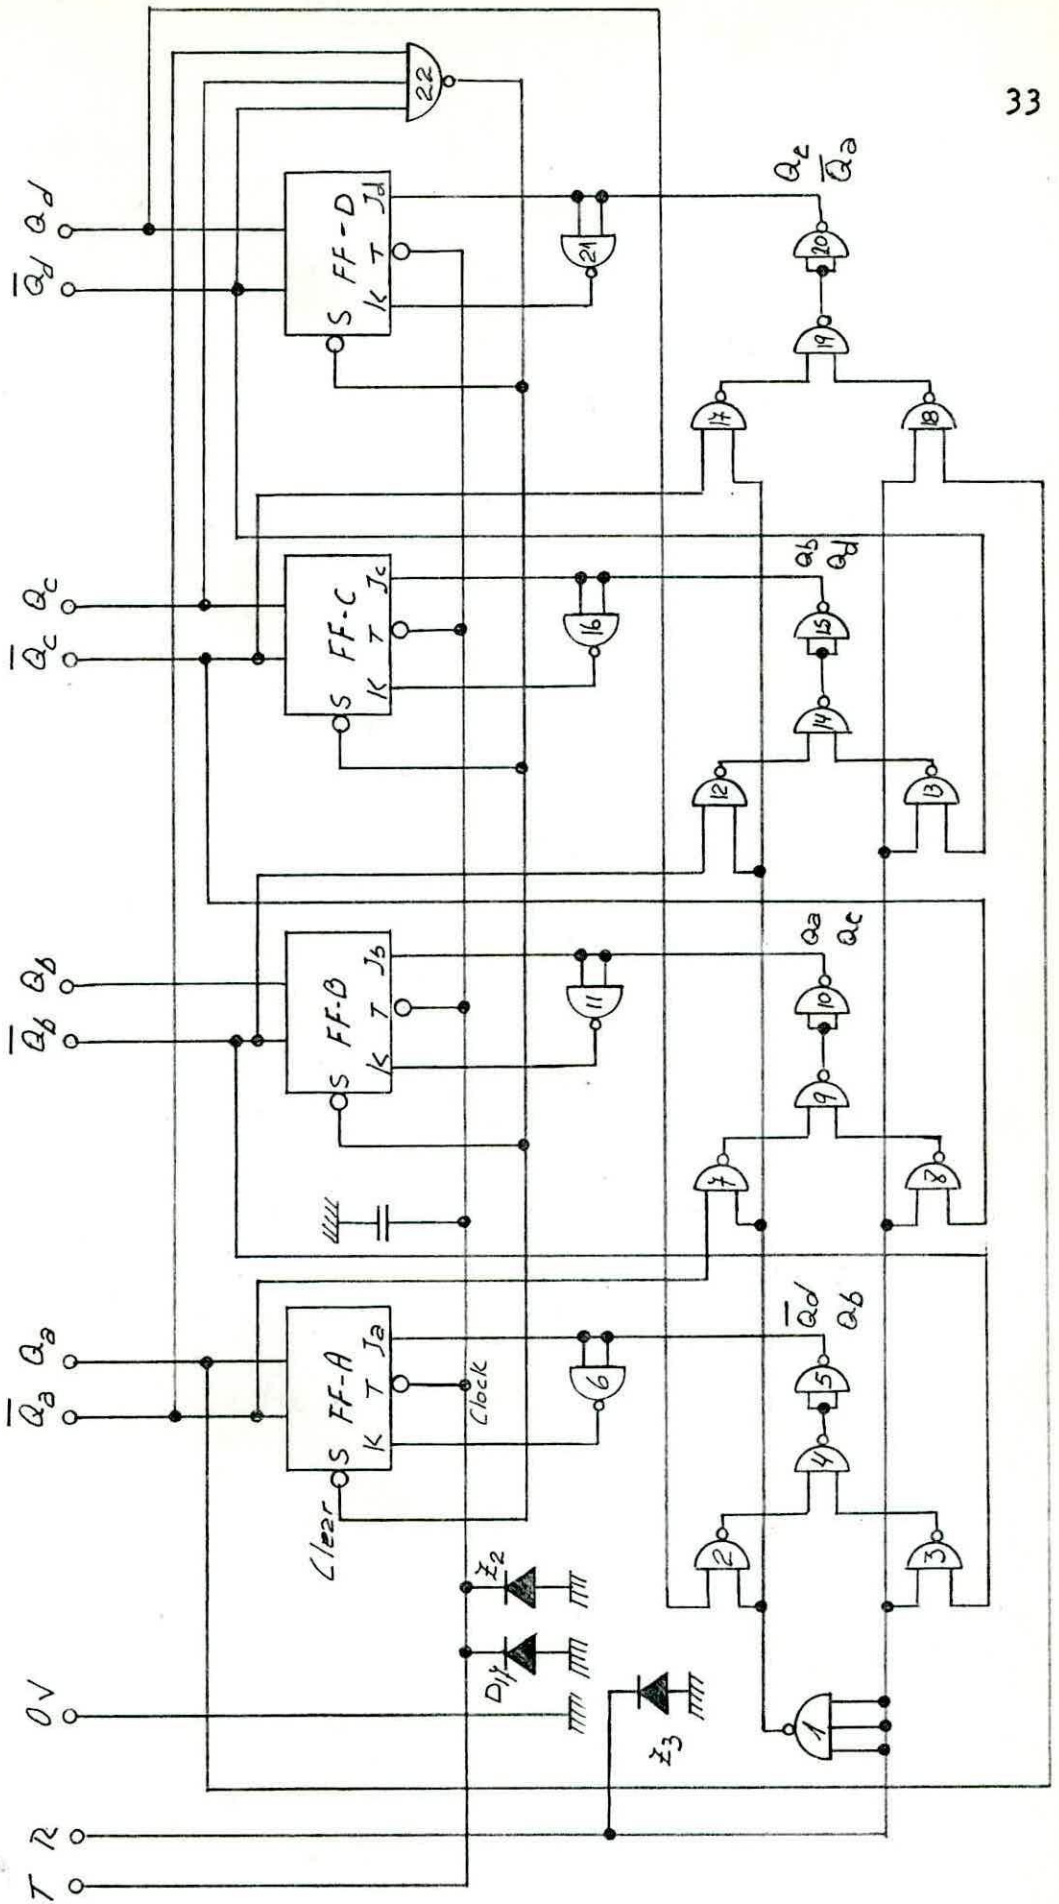 33
T
R
0V
Q̅a
Qa
Q̅b
Qb
Q̅c
Qc
Q̅d
Qd
Clear
S
FF-A
K
T
Ja
Clock
S
FF-B
K
T
Jb
S
FF-C
K
T
Jc
S
FF-D
K
T
Jd
22
D17
Z2
Z3
6
11
16
21
1
2
3
4
5
Q̅d
Qb
7
8
9
10
Qa
Qc
12
13
14
15
Qb
Qd
17
18
19
20
Qc
Q̅a